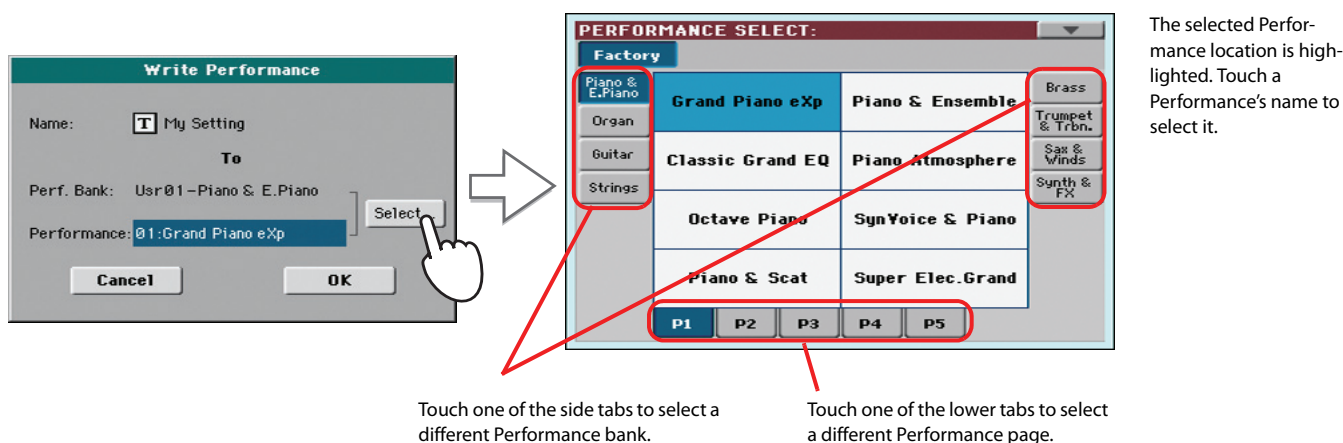 Write Performance
Name: T My Setting
To
Perf. Bank: Usr01-Piano & E.Piano
Select
Performance: 01:Grand Piano eXp
Cancel OK
PERFORMANCE SELECT:
Factory
Piano &
E.Piano
Organ
Guitar
Strings
Grand Piano eXp Piano & Ensemble
Classic Grand EQ Piano Atmosphere
Octave Piano SynVoice & Piano
Piano & Scat Super Elec.Grand
Brass
Trumpet
& Trbn.
Sax &
Winds
Synth &
FX
P1 P2 P3 P4 P5
The selected Perfor-
mance location is high-
lighted. Touch a
Performance’s name to
select it.
Touch one of the side tabs to select a
different Performance bank.
Touch one of the lower tabs to select
a different Performance page.